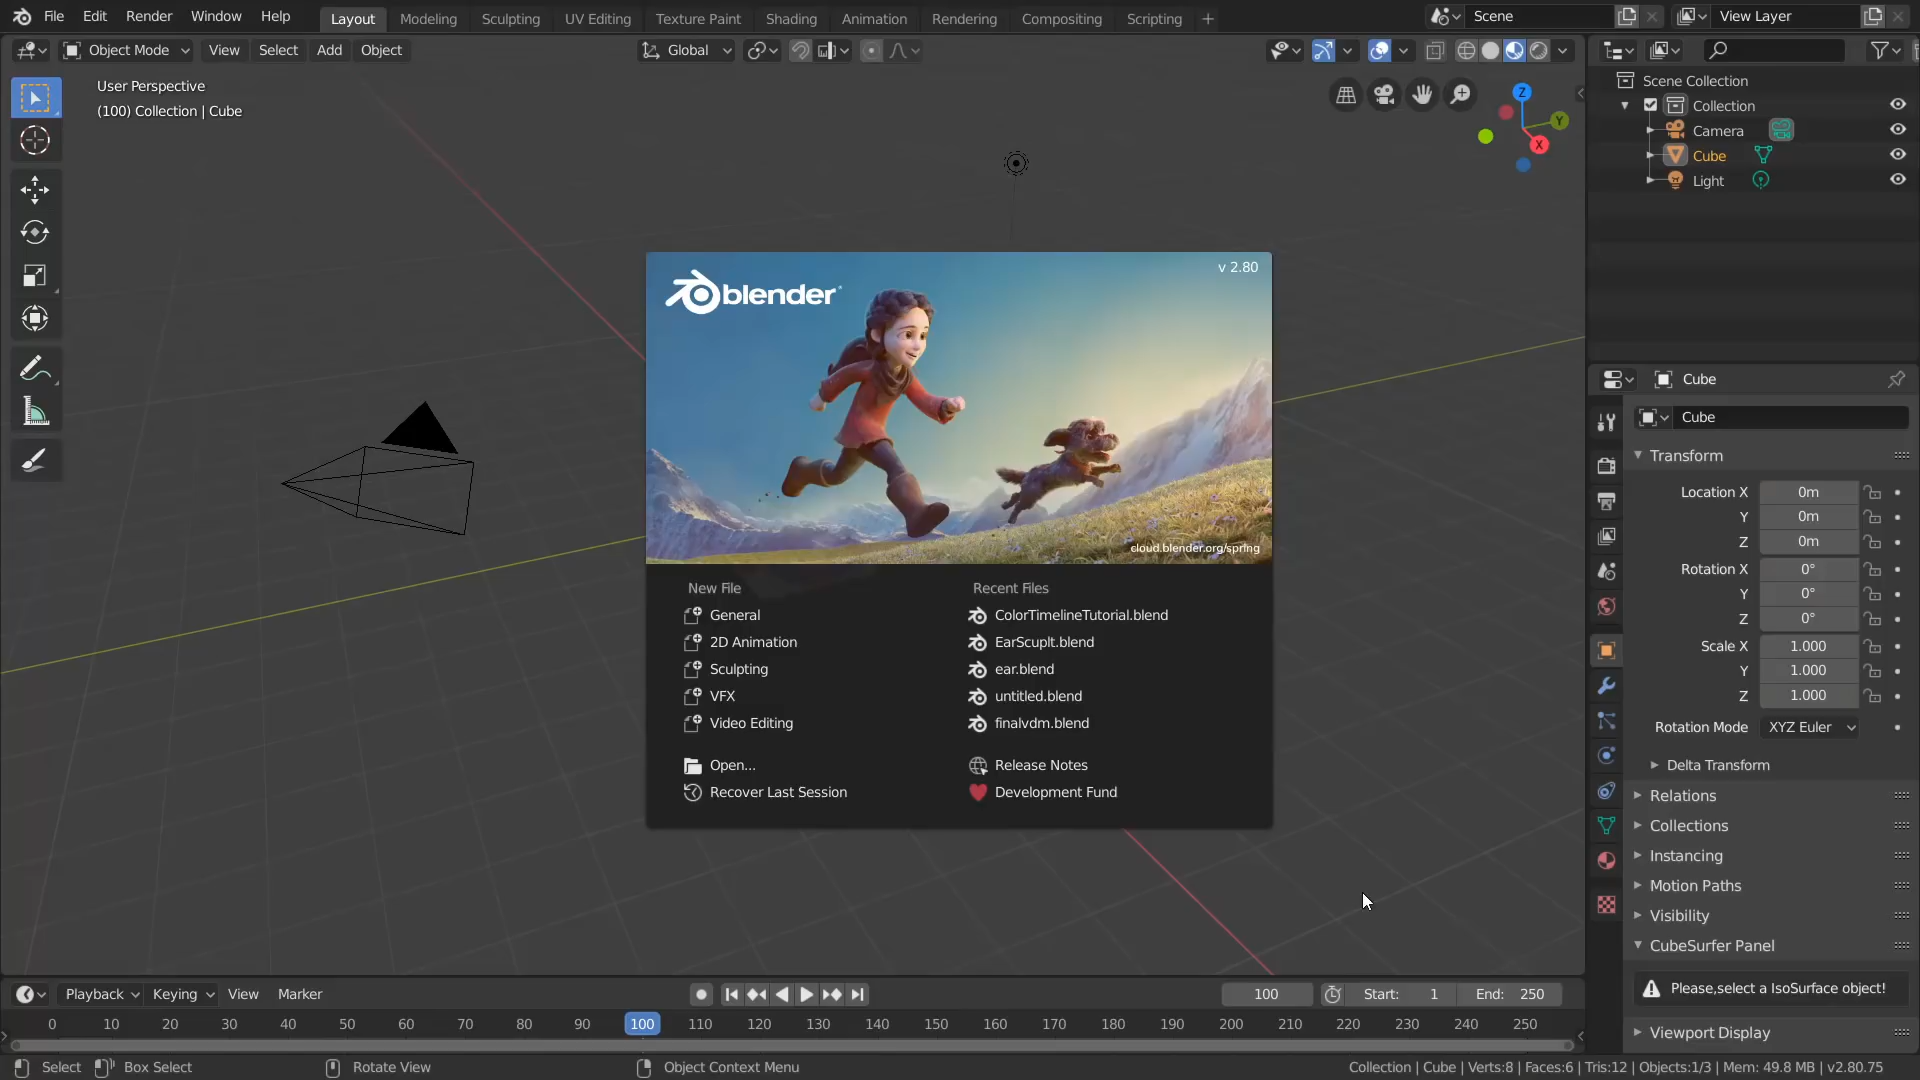 File Edit Render Window Help Layout Modeling Sculpting UV Editing Texture Paint Shading Animation Rendering Compositing Scripting + Scene View Layer
Object Mode View Select Add Object Global
User Perspective
(100) Collection | Cube
Z
Y
X
Scene Collection
Collection
Camera
Cube
Light
blender
v 2.80
cloud.blender.org/spring
New File
General
2D Animation
Sculpting
VFX
Video Editing
Open...
Recover Last Session
Recent Files
ColorTimelineTutorial.blend
EarScuplt.blend
ear.blend
untitled.blend
finalvdm.blend
Release Notes
Development Fund
Cube
Cube
Transform
Location X 0m
Y 0m
Z 0m
Rotation X 0°
Y 0°
Z 0°
Scale X 1.000
Y 1.000
Z 1.000
Rotation Mode XYZ Euler
Delta Transform
Relations
Collections
Instancing
Motion Paths
Visibility
CubeSurfer Panel
Please,select a IsoSurface object!
Viewport Display
Playback Keying View Marker 100 Start: 1 End: 250
0 10 20 30 40 50 60 70 80 90 100 110 120 130 140 150 160 170 180 190 200 210 220 230 240 250
Select Box Select Rotate View Object Context Menu Collection | Cube | Verts:8 | Faces:6 | Tris:12 | Objects:1/3 | Mem: 49.8 MB | v2.80.75